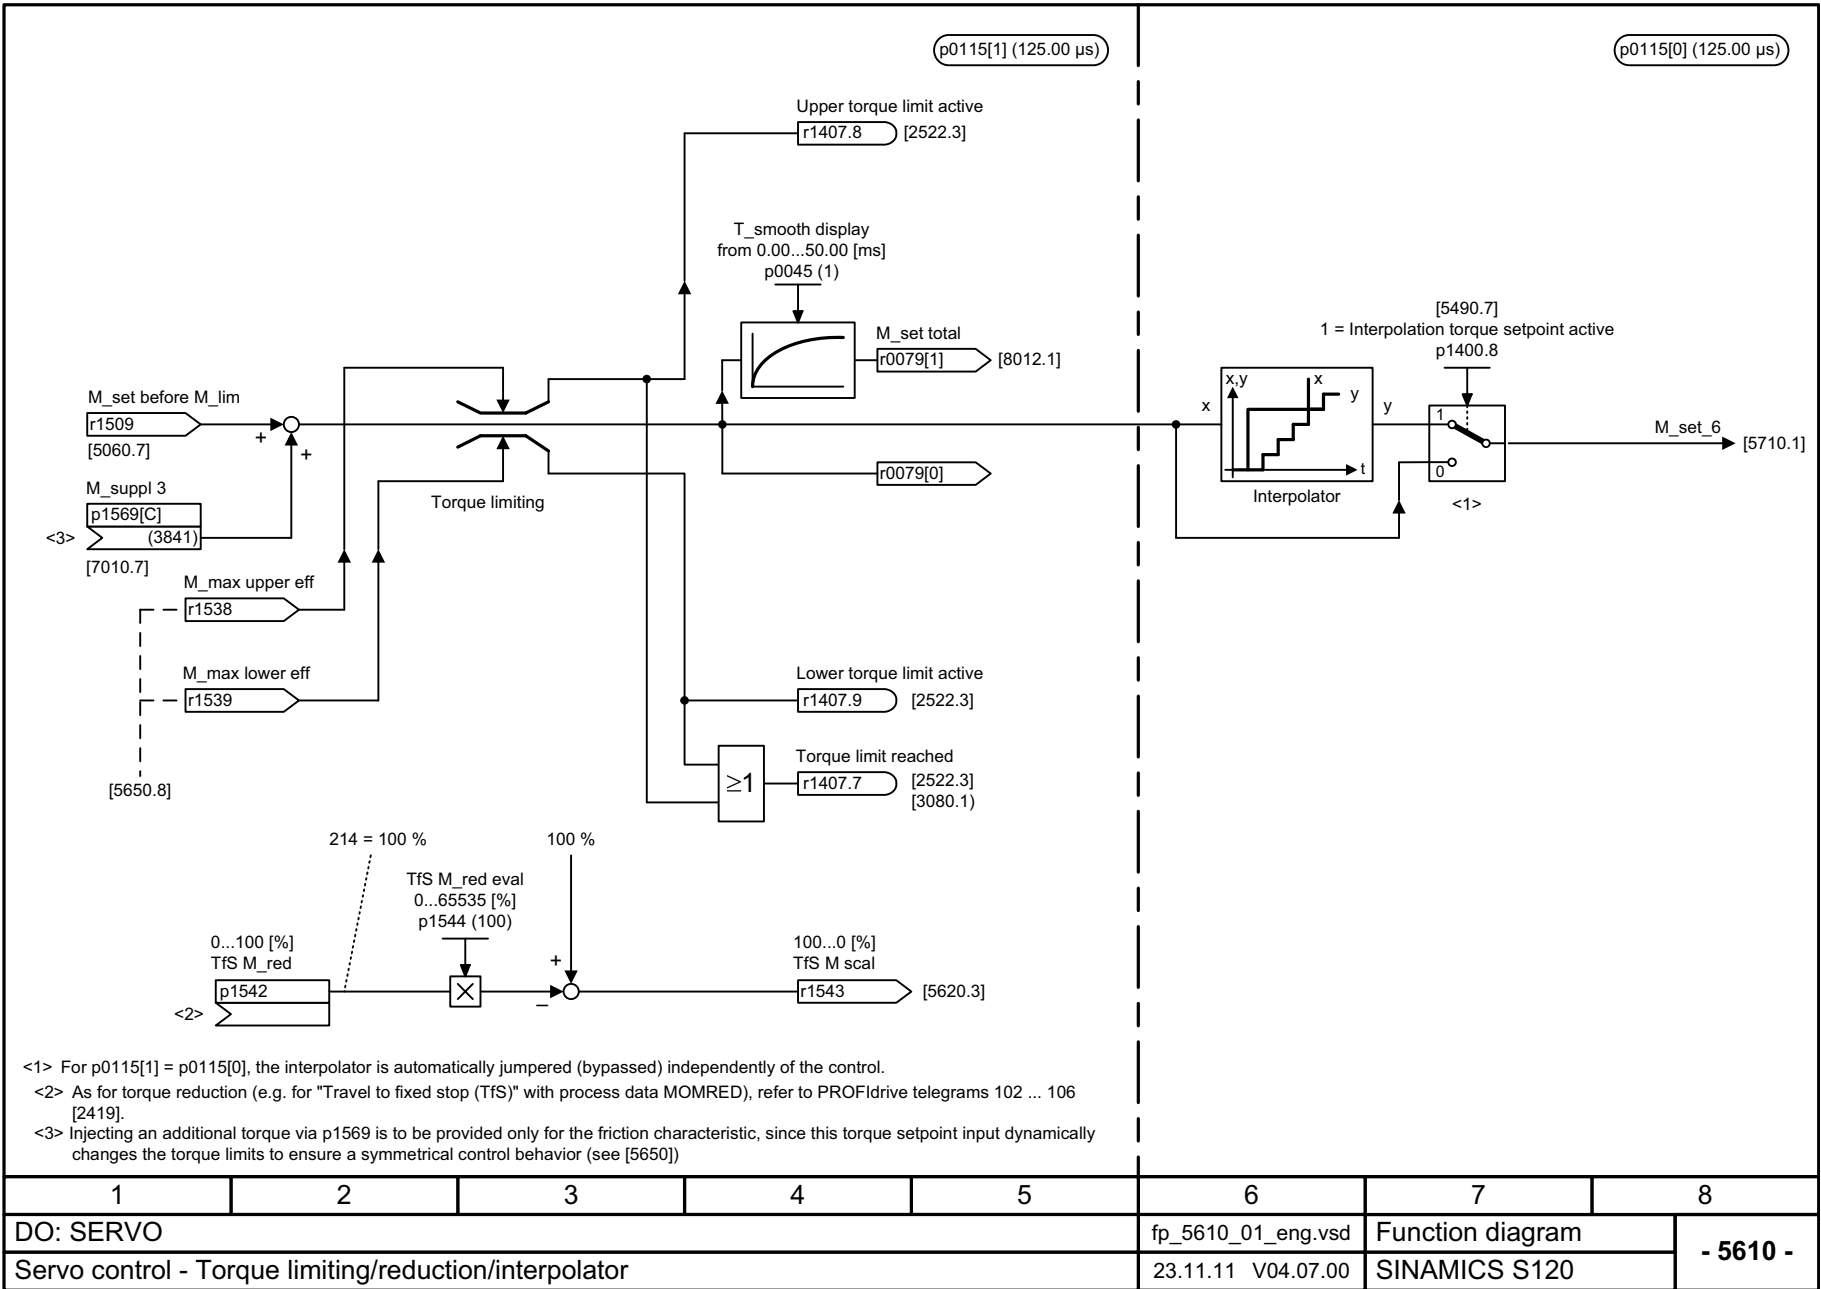 p0115[1] (125.00 µs)
p0115[0] (125.00 µs)
Upper torque limit active
r1407.8 [2522.3]
T_smooth display
from 0.00...50.00 [ms]
p0045 (1)
M_set total
r0079[1] [8012.1]
[5490.7]
1 = Interpolation torque setpoint active
p1400.8
M_set before M_lim
r1509
[5060.7]
+
+
M_suppl 3
p1569[C]
<3> (3841)
[7010.7]
Torque limiting
r0079[0]
x
x,y
x
y
t
Interpolator
y
1
0
<1>
M_set_6
[5710.1]
M_max upper eff
r1538
M_max lower eff
r1539
[5650.8]
Lower torque limit active
r1407.9 [2522.3]
Torque limit reached
≥1
r1407.7 [2522.3]
[3080.1)
214 = 100 %
100 %
TfS M_red eval
0...65535 [%]
p1544 (100)
0...100 [%]
TfS M_red
p1542
<2>
+
–
100...0 [%]
TfS M scal
r1543 [5620.3]
<1> For p0115[1] = p0115[0], the interpolator is automatically jumpered (bypassed) independently of the control.
<2> As for torque reduction (e.g. for "Travel to fixed stop (TfS)" with process data MOMRED), refer to PROFIdrive telegrams 102 ... 106
[2419].
<3> Injecting an additional torque via p1569 is to be provided only for the friction characteristic, since this torque setpoint input dynamically
changes the torque limits to ensure a symmetrical control behavior (see [5650])
1 2 3 4 5 6 7 8
DO: SERVO
fp_5610_01_eng.vsd
Function diagram
- 5610 -
Servo control - Torque limiting/reduction/interpolator
23.11.11 V04.07.00
SINAMICS S120